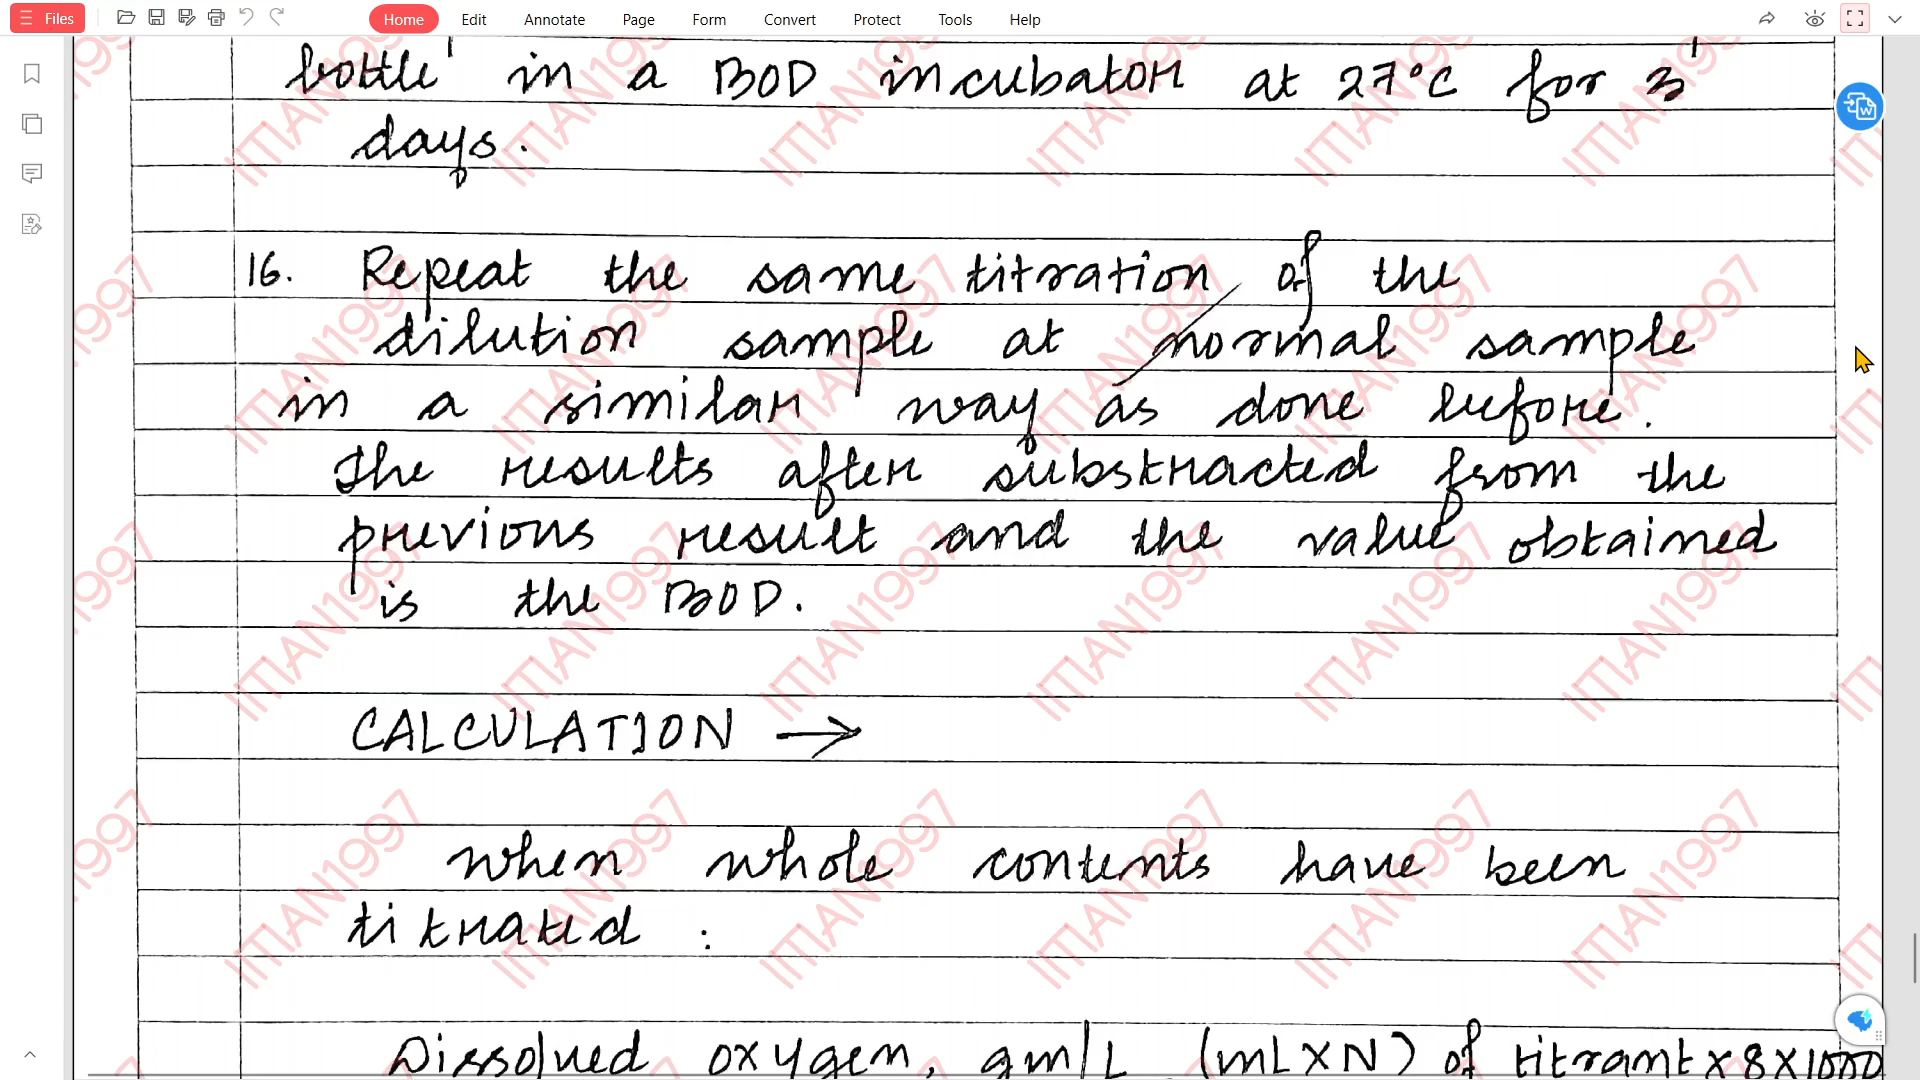 Files Home Edit Annotate Page Form Convert Protect Tools Help
bottle in a BOD incubator at 27°C for 3
days.
16. Repeat the same titration of the
dilution sample at normal sample
in a similar way as done before.
The results after substracted from the
previous result and the value obtained
is the BOD.
CALCULATION →
when whole contents have been
titrated :
Dissolved oxygen, gm/L (mL X N) of titrant X 8 X 1000
IITIAN1997